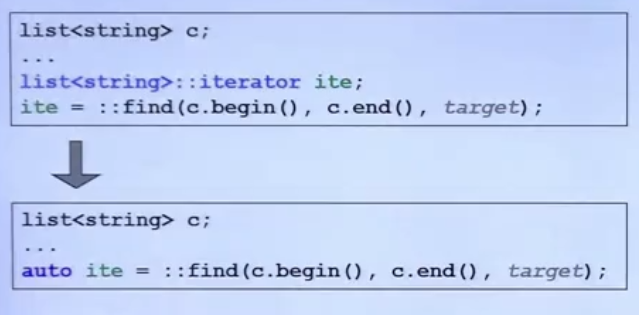 list<string> c;
...
list<string>::iterator ite;
ite = ::find(c.begin(), c.end(), target);
list<string> c;
...
auto ite = ::find(c.begin(), c.end(), target);